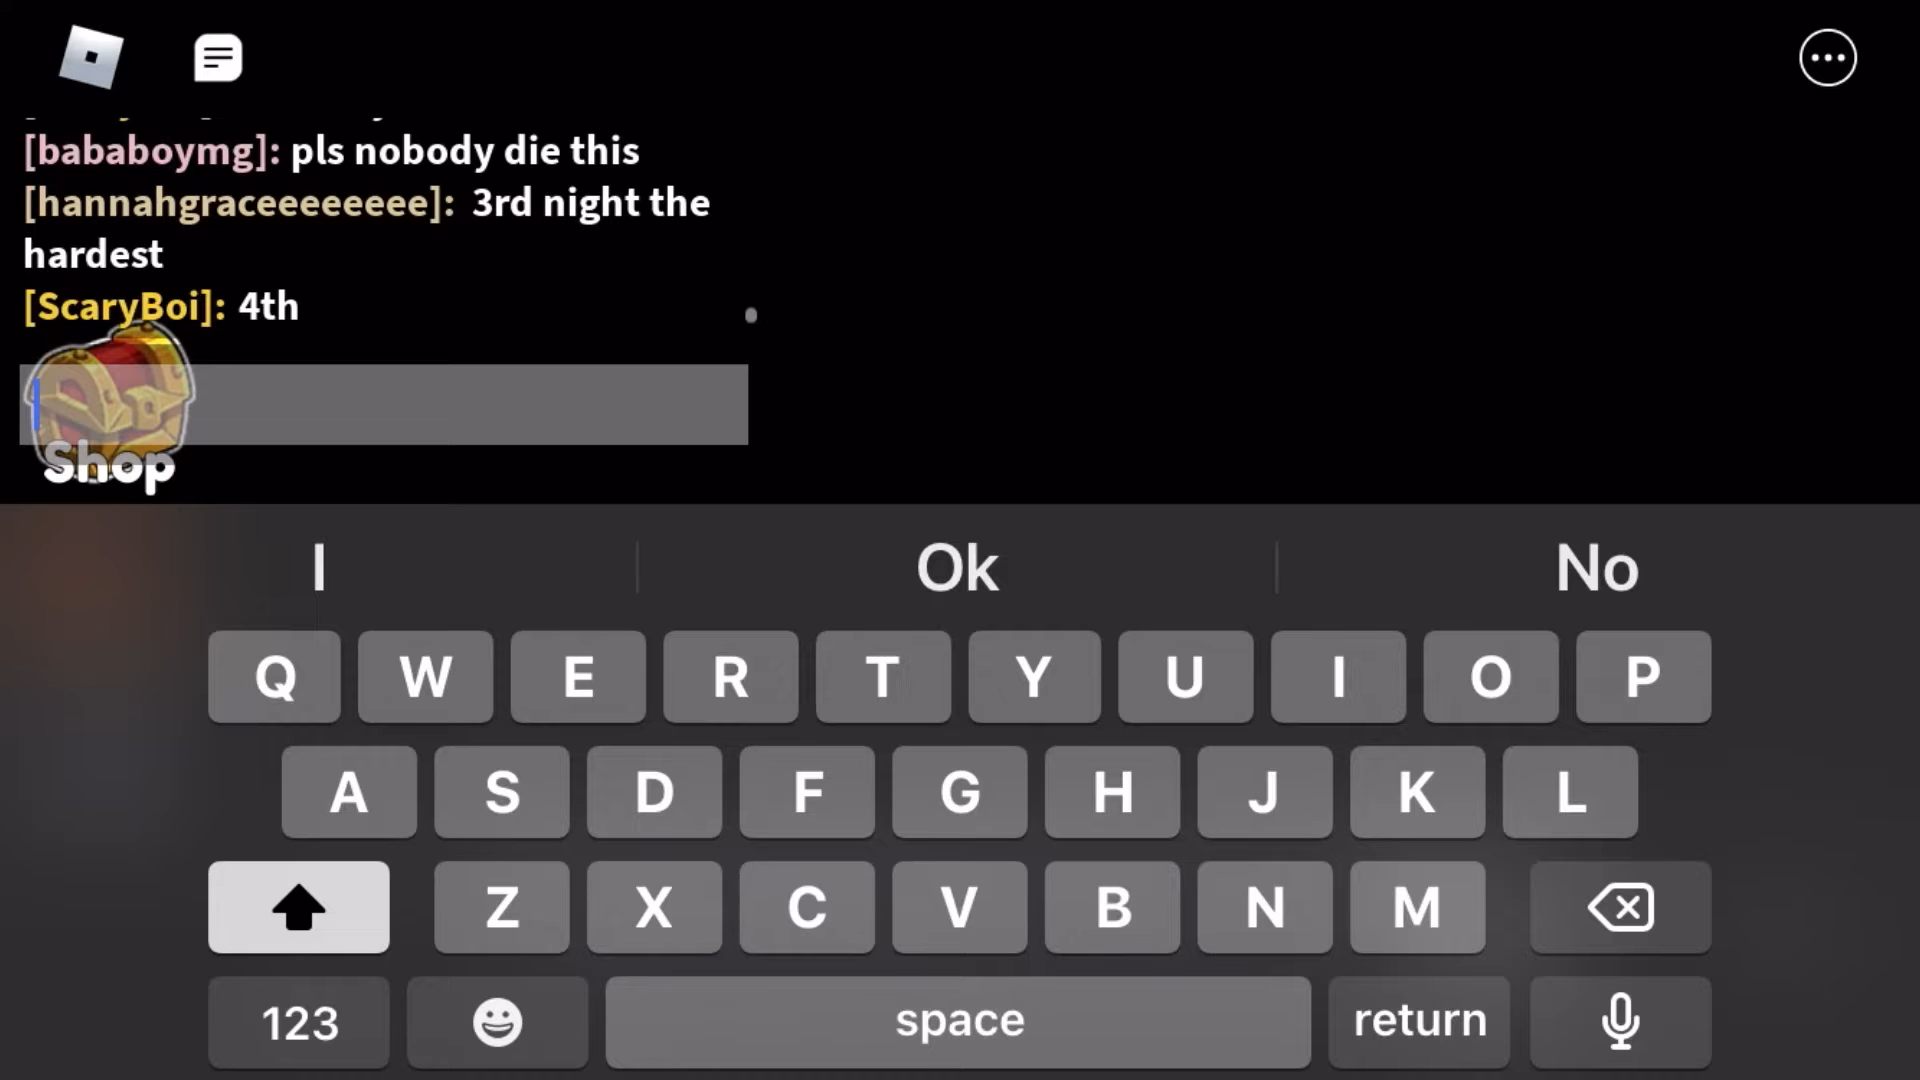 [bababoymg]: pls nobody die this
[hannahgraceeeeeeee]: 3rd night the
hardest
[ScaryBoi]: 4th
Shop
I Ok No
Q W E R T Y U I O P
A S D F G H J K L
Z X C V B N M
123 space return